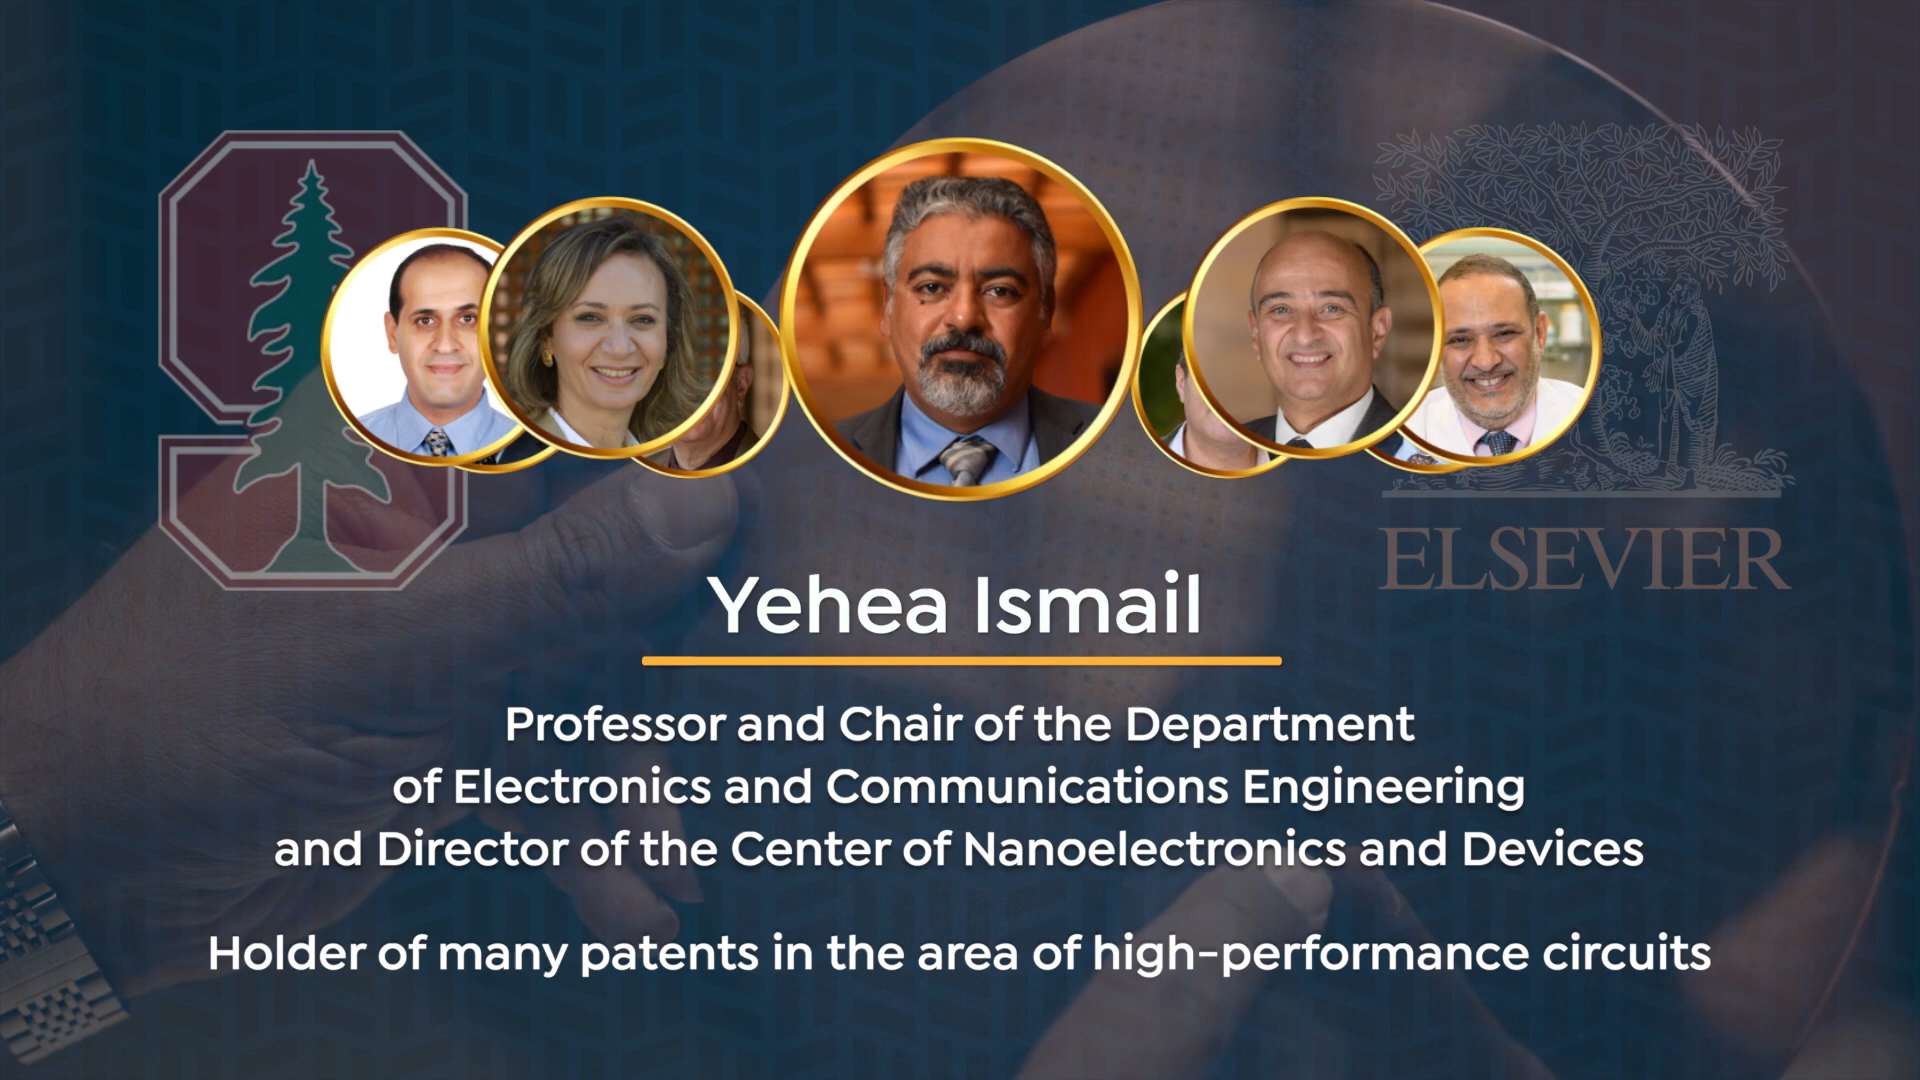 ELSEVIER
Yehea Ismail
Professor and Chair of the Department
of Electronics and Communications Engineering
and Director of the Center of Nanoelectronics and Devices
Holder of many patents in the area of high-performance circuits